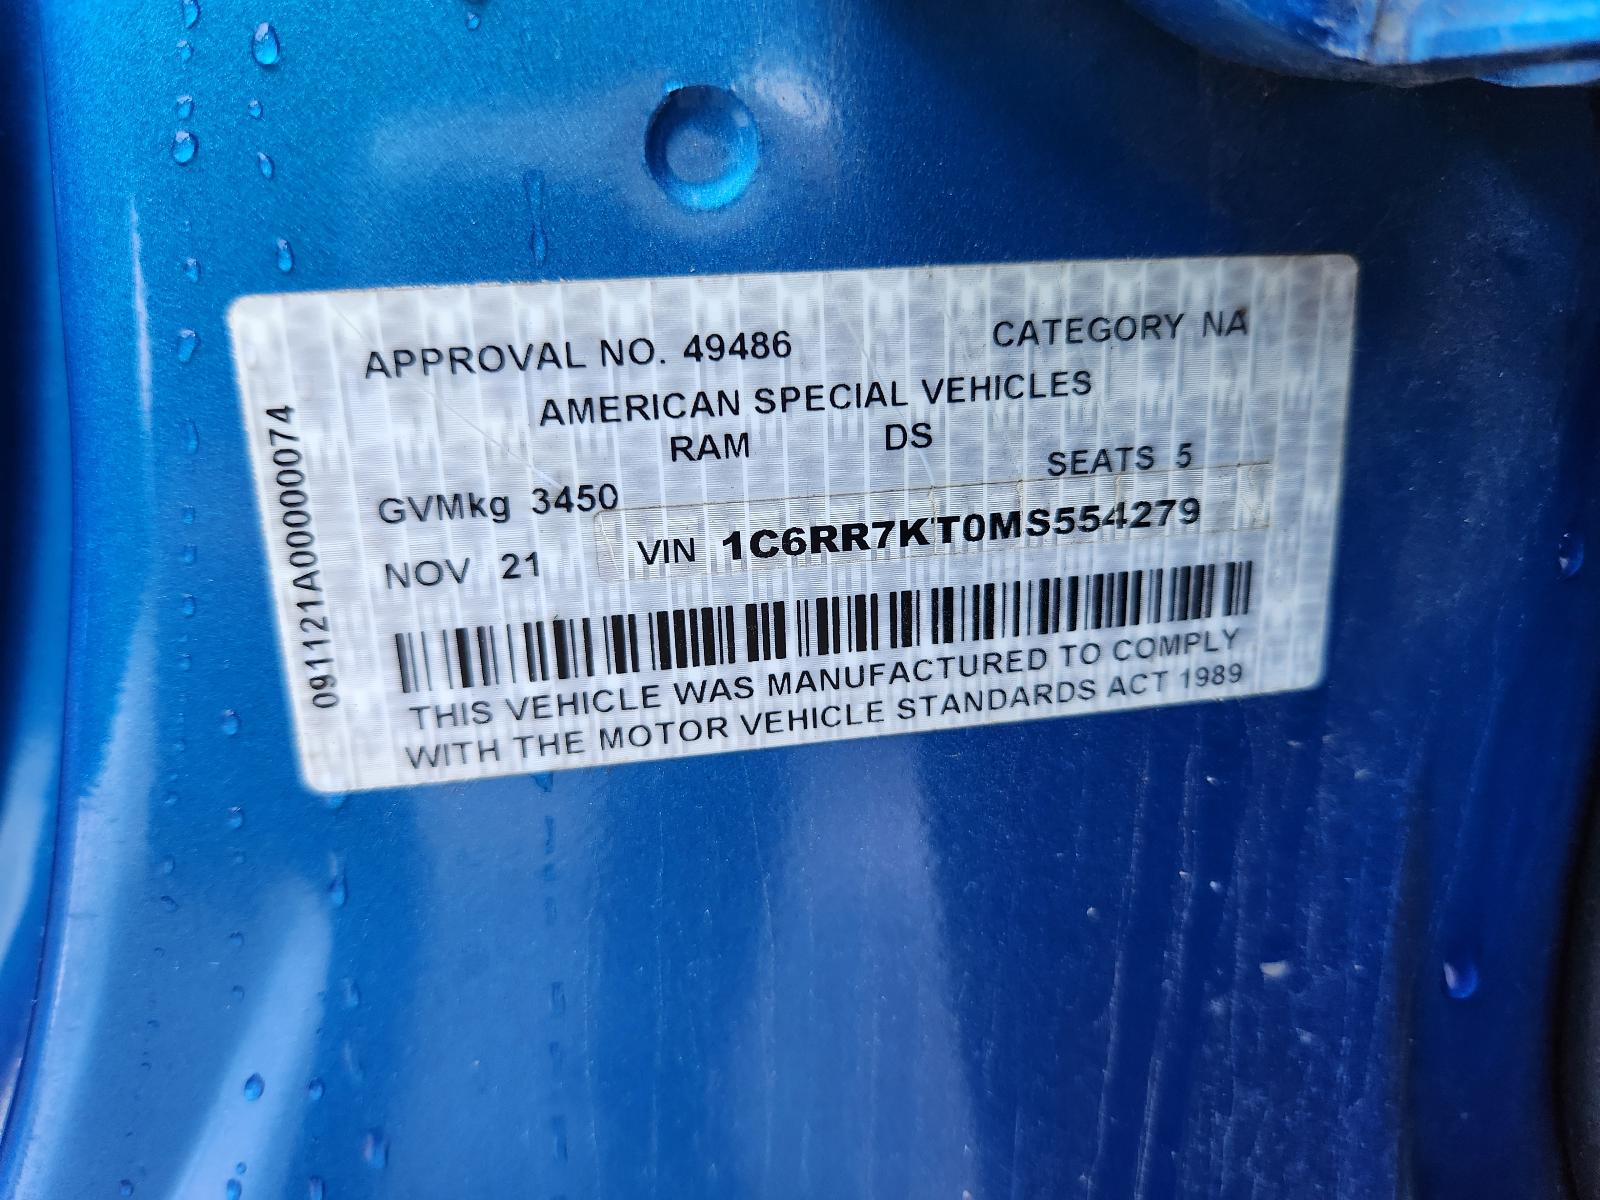 APPROVAL NO. 49486 CATEGORY NA
AMERICAN SPECIAL VEHICLES
RAM DS
SEATS 5
GVMkg 3450
NOV 21 VIN 1C6RR7KT0MS554279
THIS VEHICLE WAS MANUFACTURED TO COMPLY
WITH THE MOTOR VEHICLE STANDARDS ACT 1989
091121A00000074